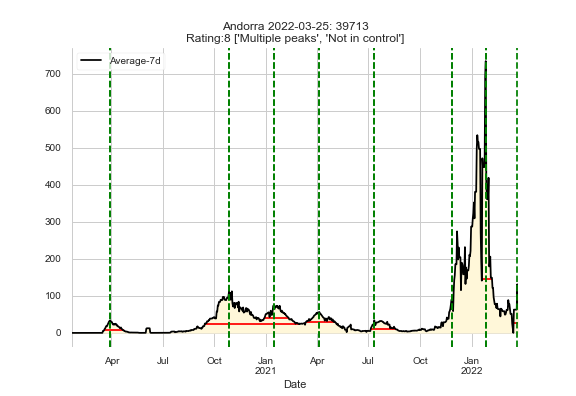 Andorra 2022-03-25: 39713
Rating:8 ['Multiple peaks', 'Not in control']
Average-7d
700
600
500
400
300
200
100
0
Apr Jul Oct Jan Apr Jul Oct Jan
2021 2022
Date